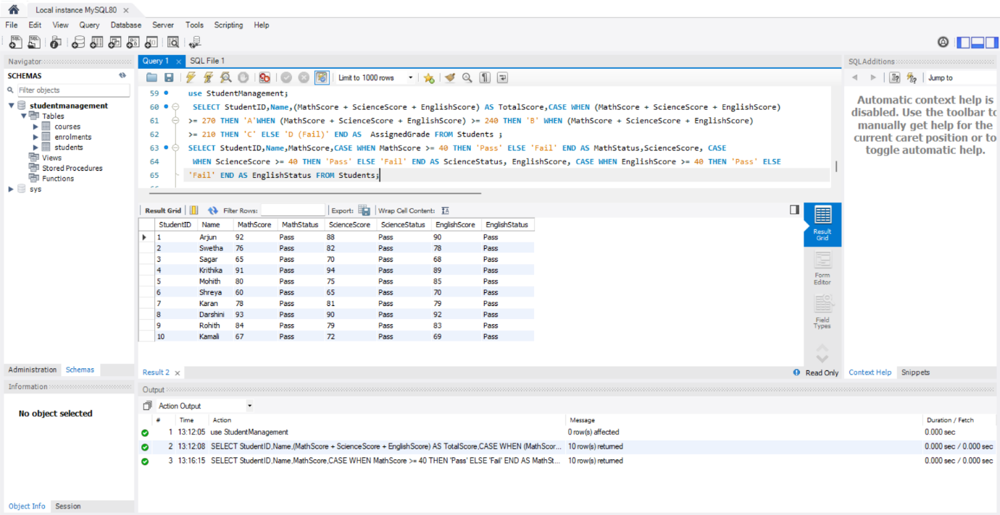 Local instance MySQL80 ×
File Edit View Query Database Server Tools Scripting Help
Navigator
Query 1 × SQL File 1
SQLAdditions
SCHEMAS
Limit to 1000 rows
Jump to
Filter objects
studentmanagement
Tables
courses
enrolments
students
Views
Stored Procedures
Functions
sys
59 use StudentManagement;
60 SELECT StudentID,Name,(MathScore + ScienceScore + EnglishScore) AS TotalScore,CASE WHEN (MathScore + ScienceScore + EnglishScore)
61 >= 270 THEN 'A'WHEN (MathScore + ScienceScore + EnglishScore) >= 240 THEN 'B' WHEN (MathScore + ScienceScore + EnglishScore)
62 >= 210 THEN 'C' ELSE 'D (Fail)' END AS AssignedGrade FROM Students ;
63 SELECT StudentID,Name,MathScore,CASE WHEN MathScore >= 40 THEN 'Pass' ELSE 'Fail' END AS MathStatus,ScienceScore, CASE
64 WHEN ScienceScore >= 40 THEN 'Pass' ELSE 'Fail' END AS ScienceStatus, EnglishScore, CASE WHEN EnglishScore >= 40 THEN 'Pass' ELSE
65 'Fail' END AS EnglishStatus FROM Students;
Automatic context help is
disabled. Use the toolbar to
manually get help for the
current caret position or to
toggle automatic help.
Result Grid Filter Rows: Export: Wrap Cell Content:
StudentID Name MathScore MathStatus ScienceScore ScienceStatus EnglishScore EnglishStatus
1 Arjun 92 Pass 88 Pass 90 Pass
2 Swetha 76 Pass 82 Pass 78 Pass
3 Sagar 65 Pass 70 Pass 68 Pass
4 Krithika 91 Pass 94 Pass 89 Pass
5 Mohith 80 Pass 75 Pass 85 Pass
6 Shreya 60 Pass 65 Pass 70 Pass
7 Karan 78 Pass 81 Pass 79 Pass
8 Darshini 93 Pass 90 Pass 92 Pass
9 Rohith 84 Pass 79 Pass 83 Pass
10 Kamali 67 Pass 72 Pass 69 Pass
Result
Grid
Form
Editor
Field
Types
Administration Schemas
Result 2 ×
Read Only
Context Help Snippets
Information
No object selected
Output
Action Output
# Time Action Message Duration / Fetch
1 13:12:05 use StudentManagement 0 row(s) affected 0.000 sec
2 13:12:08 SELECT StudentID,Name,(MathScore + ScienceScore + EnglishScore) AS TotalScore,CASE WHEN (MathScor... 10 row(s) returned 0.000 sec / 0.000 sec
3 13:16:15 SELECT StudentID,Name,MathScore,CASE WHEN MathScore >= 40 THEN 'Pass' ELSE 'Fail' END AS MathSt... 10 row(s) returned 0.000 sec / 0.000 sec
Object Info Session